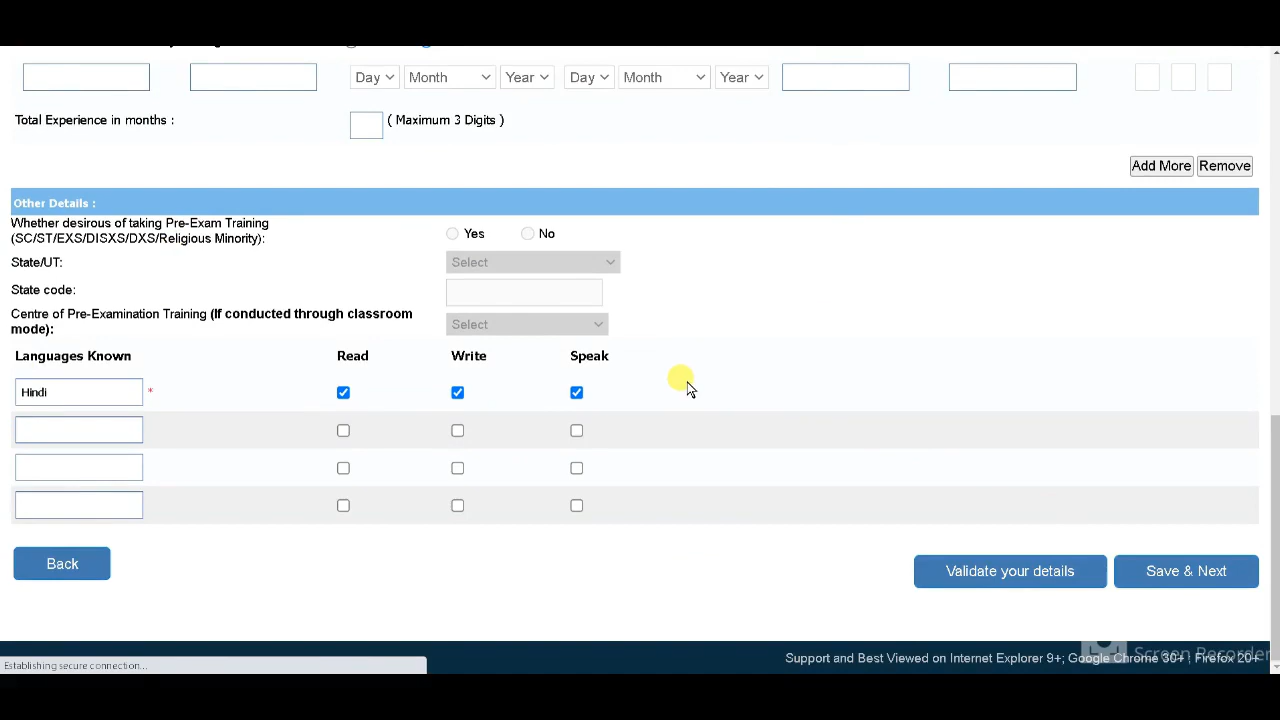 Day Month Year Day Month Year
Total Experience in months : ( Maximum 3 Digits )
Add More Remove
Other Details :
Whether desirous of taking Pre-Exam Training
(SC/ST/EXS/DISXS/DXS/Religious Minority):
Yes No
State/UT: Select
State code:
Centre of Pre-Examination Training (If conducted through classroom
mode):
Select
Languages Known Read Write Speak
Hindi *
Back
Validate your details Save & Next
Establishing secure connection...
Support and Best Viewed on Internet Explorer 9+; Google Chrome 30+ ; Firefox 20+
Screen Recorder